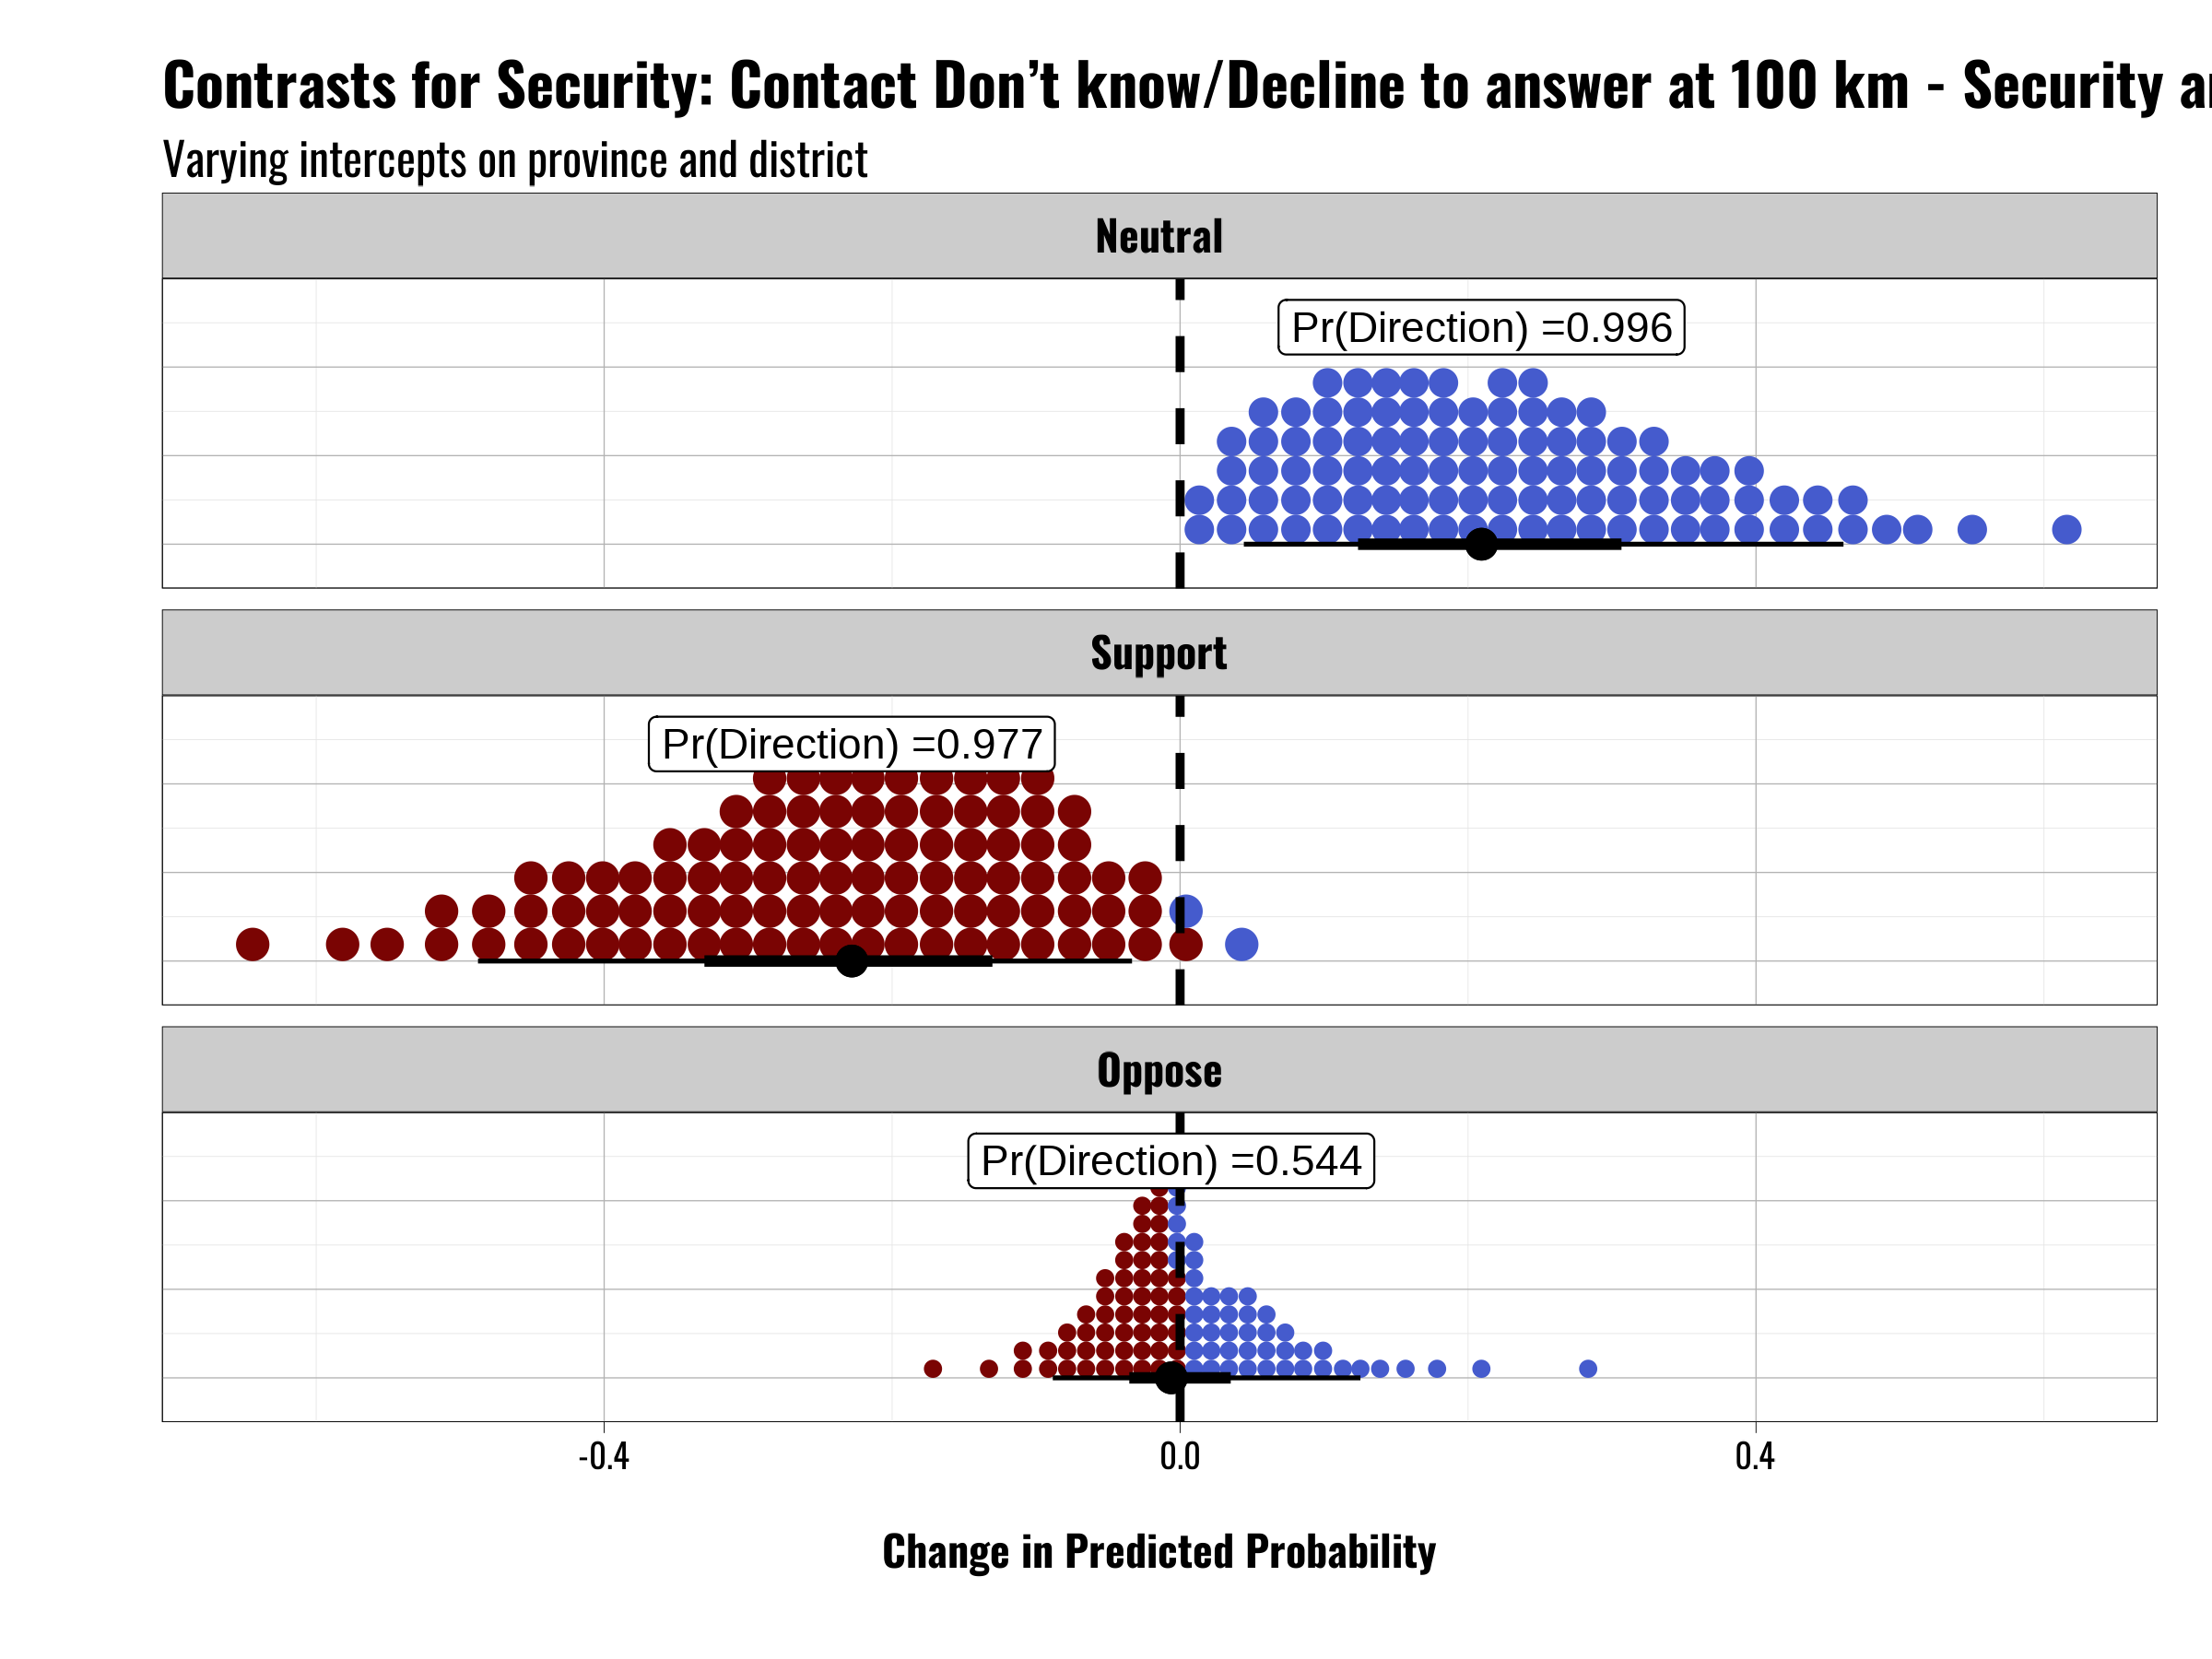 Contrasts for Security: Contact Don’t know/Decline to answer at 100 km - Security
Varying intercepts on province and district
Neutral
Pr(Direction) =0.996
Support
Pr(Direction) =0.977
Oppose
Pr(Direction) =0.544
-0.4 0.0 0.4
Change in Predicted Probability